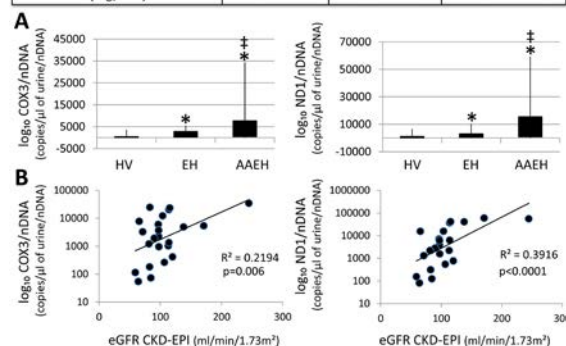 A
log₁₀ COX3/nDNA
(copies/µl of urine/nDNA)
45000
35000
25000
15000
5000
-5000
*
‡
*
HV EH AAEH
log₁₀ ND1/nDNA
(copies/µl of urine/nDNA)
70000
50000
30000
10000
-10000
*
‡
*
HV EH AAEH
B
log₁₀ COX3/nDNA
(copies/µl of urine/nDNA)
100000
10000
1000
100
10
R² = 0.2194
p=0.006
0 100 200 300
eGFR CKD-EPI (ml/min/1.73m²)
log₁₀ ND1/nDNA
(copies/µl of urine/nDNA)
1000000
100000
10000
1000
100
10
R² = 0.3916
p<0.0001
0 100 200 300
eGFR CKD-EPI (ml/min/1.73m²)